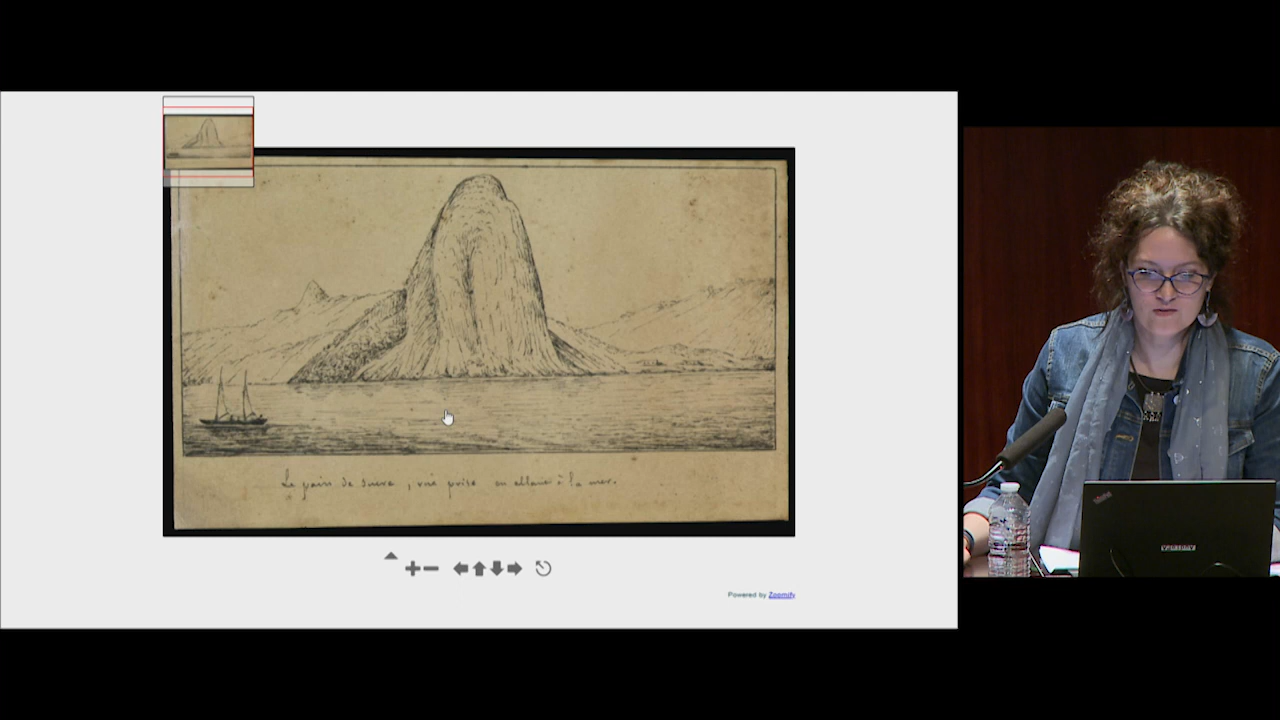 Le pain de sucre, vue prise en allant à la mer.
Powered by Zoomify